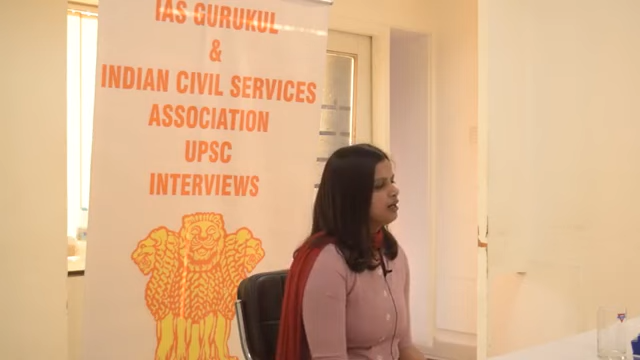 IAS GURUKUL
&
INDIAN CIVIL SERVICES
ASSOCIATION
UPSC
INTERVIEWS